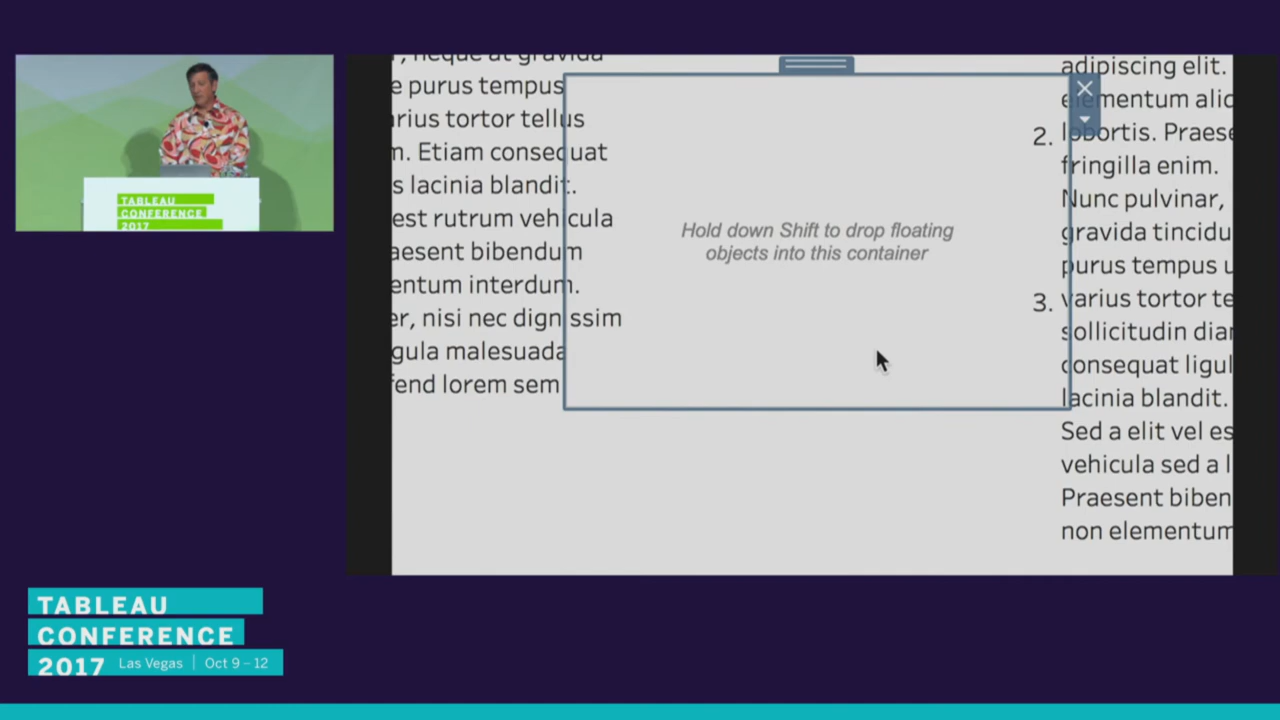 TABLEAU
CONFERENCE
2017
, neque at gravida
e purus tempus
rius tortor tellus
m. Etiam consequat
s lacinia blandit.
est rutrum vehicula
aesent bibendum
entum interdum.
er, nisi nec dignissim
gula malesuada
fend lorem sem
Hold down Shift to drop floating
objects into this container
adipiscing elit.
elementum alic
2. lobortis. Praese
fringilla enim.
Nunc pulvinar,
gravida tincidu
purus tempus u
3. varius tortor te
sollicitudin diar
consequat ligul
lacinia blandit.
Sed a elit vel es
vehicula sed a l
Praesent biben
non elementum
TABLEAU
CONFERENCE
2017 Las Vegas | Oct 9 – 12